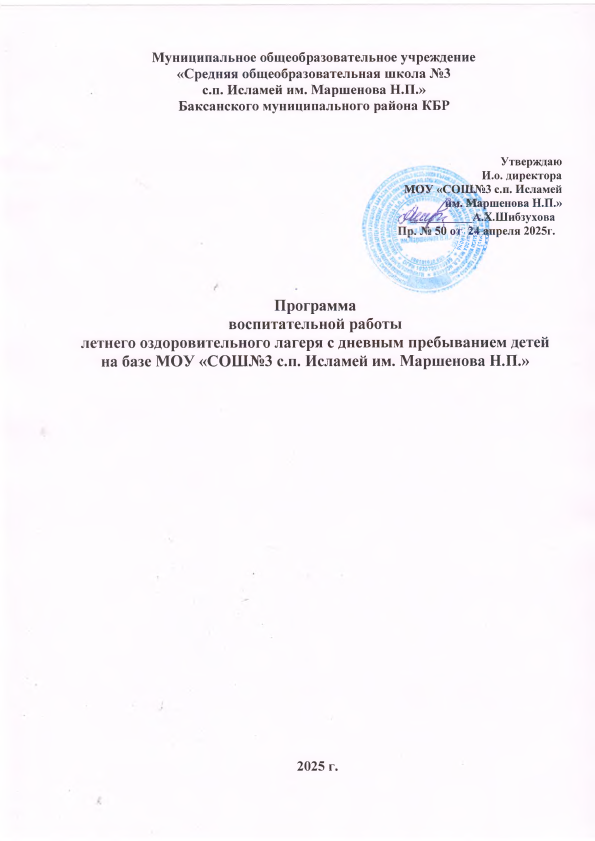 Муниципальное общеобразовательное учреждение
«Средняя общеобразовательная школа №3
с.п. Исламей им. Маршенова Н.П.»
Баксанского муниципального района КБР
Утверждаю
И.о. директора
МОУ «СОШ№3 с.п. Исламей
им. Маршенова Н.П.»
А.Х.Шибзухова
Пр. № 50 от 24 апреля 2025г.
Программа
воспитательной работы
летнего оздоровительного лагеря с дневным пребыванием детей
на базе МОУ «СОШ№3 с.п. Исламей им. Маршенова Н.П.»
2025 г.